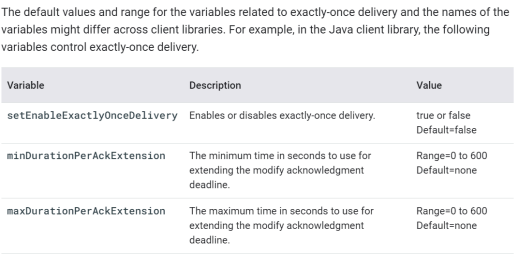 The default values and range for the variables related to exactly-once delivery and the names of the
variables might differ across client libraries. For example, in the Java client library, the following
variables control exactly-once delivery.
Variable Description Value
setEnableExactlyOnceDelivery Enables or disables exactly-once delivery. true or false
Default=false
minDurationPerAckExtension The minimum time in seconds to use for Range=0 to 600
extending the modify acknowledgment Default=none
deadline.
maxDurationPerAckExtension The maximum time in seconds to use for Range=0 to 600
extending the modify acknowledgment Default=none
deadline.